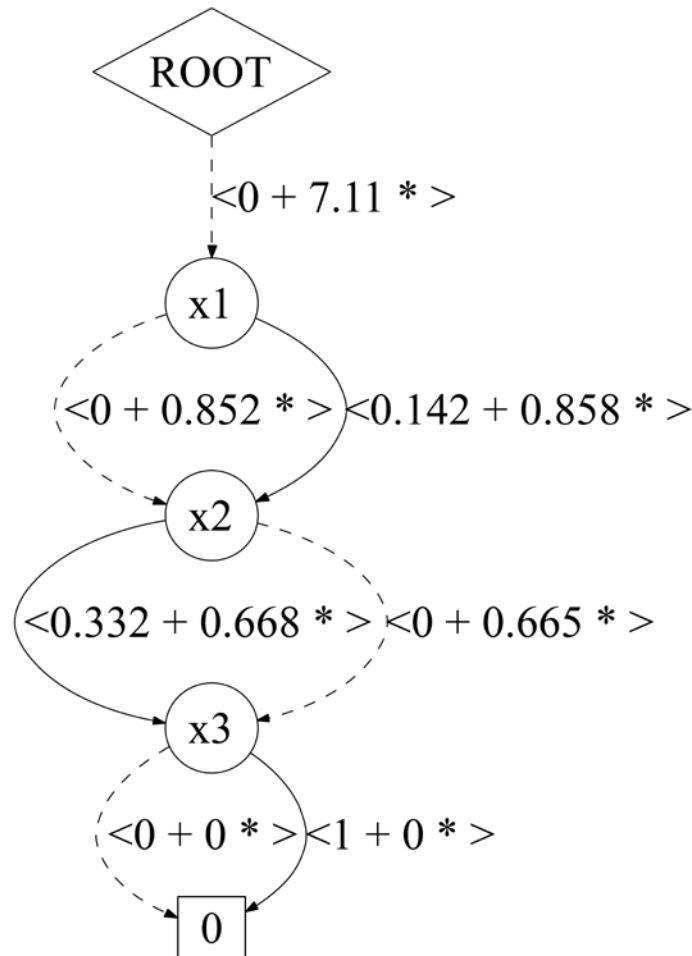 ROOT
<0 + 7.11 * >
x1
<0 + 0.852 * > <0.142 + 0.858 * >
x2
<0.332 + 0.668 * > <0 + 0.665 * >
x3
<0 + 0 * > <1 + 0 * >
0